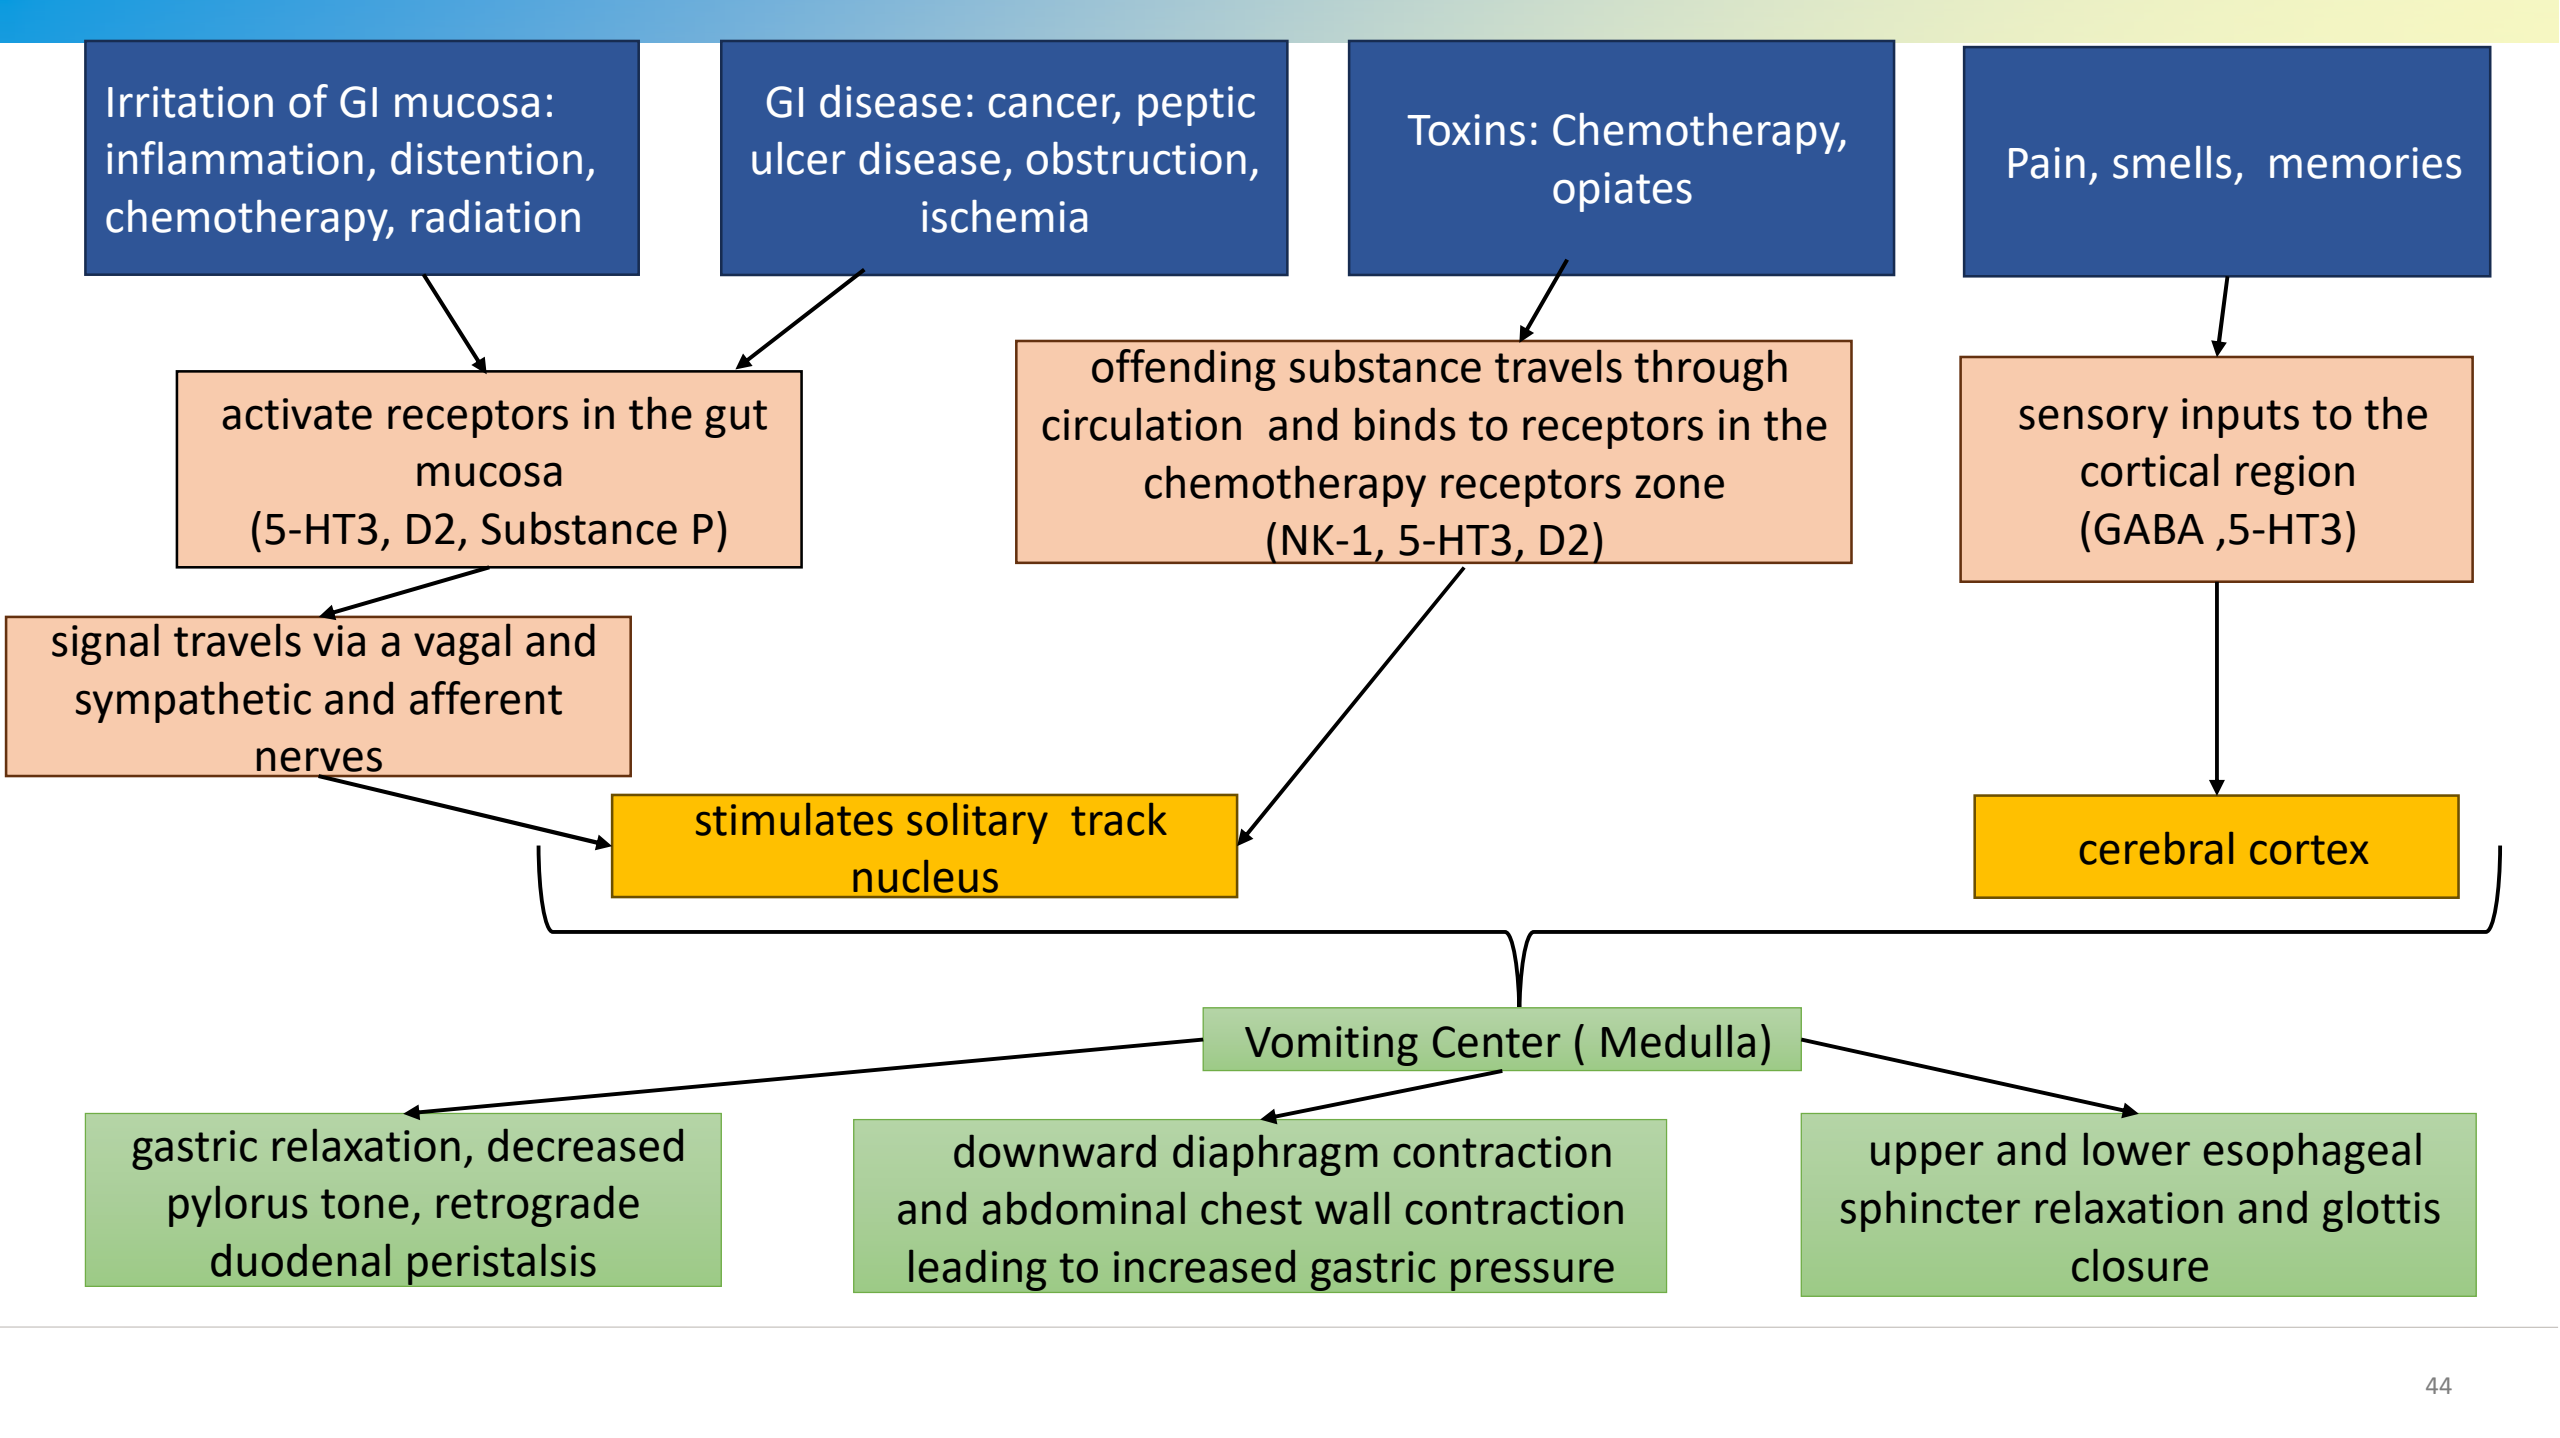 Irritation of GI mucosa:
inflammation, distention,
chemotherapy, radiation
GI disease: cancer, peptic
ulcer disease, obstruction,
ischemia
Toxins: Chemotherapy,
opiates
Pain, smells,  memories
activate receptors in the gut
mucosa
(5-HT3, D2, Substance P)
offending substance travels through
circulation  and binds to receptors in the
chemotherapy receptors zone
(NK-1, 5-HT3, D2)
sensory inputs to the
cortical region
(GABA ,5-HT3)
signal travels via a vagal and
sympathetic and afferent
nerves
stimulates solitary  track
nucleus
cerebral cortex
Vomiting Center ( Medulla)
gastric relaxation, decreased
pylorus tone, retrograde
duodenal peristalsis
downward diaphragm contraction
and abdominal chest wall contraction
leading to increased gastric pressure
upper and lower esophageal
sphincter relaxation and glottis
closure
44